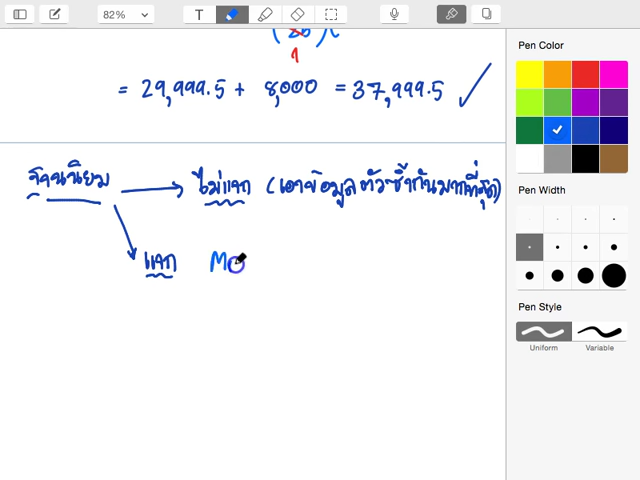 82%
T
( 20 ) (
1
= 29,999.5 + 8,000 = 37,999.5 ✓
ฐานนิยม → ไม่แจก (เอาข้อมูลตัวซ้ำกันมากที่สุด)
แจก Mo
Pen Color
Pen Width
Pen Style
Uniform Variable